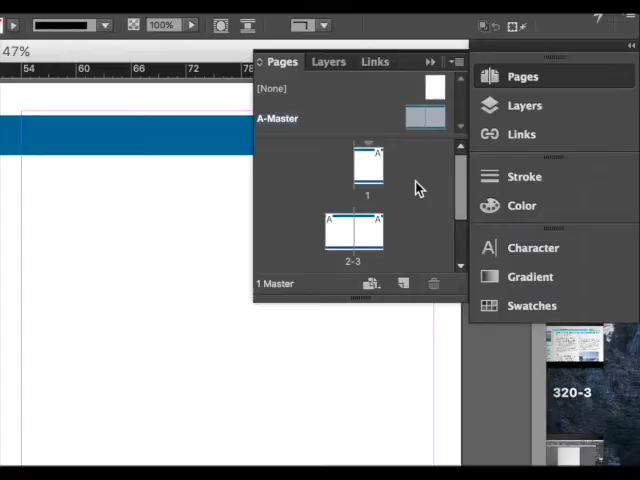 100%
47%
54 60 66 72 78
Pages Layers Links
[None]
A-Master
A
1
A A
2-3
1 Master
Pages
Layers
Links
Stroke
Color
A Character
Gradient
Swatches
320-3